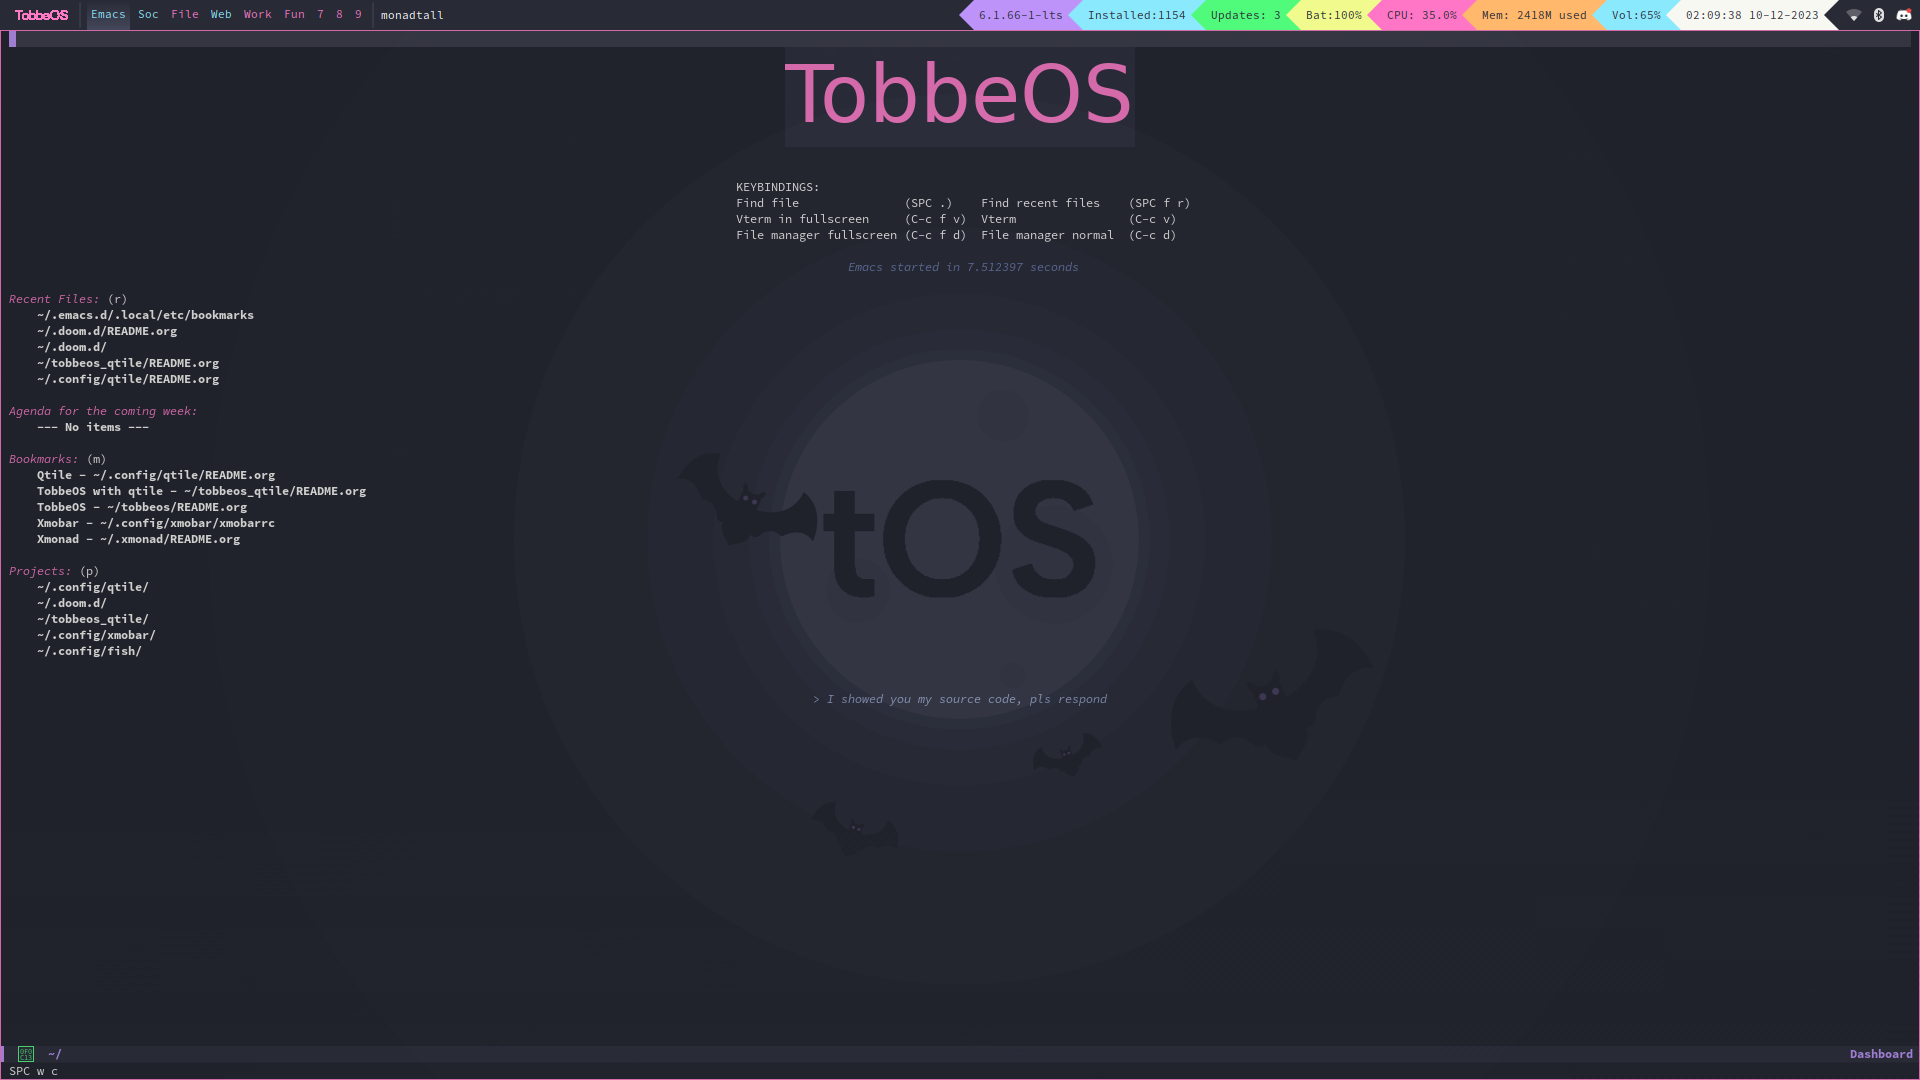 TobbeOS Emacs Soc File Web Work Fun 7 8 9 monadtall 6.1.66-1-lts Installed:1154 Updates: 3 Bat:100% CPU: 35.0% Mem: 2418M used Vol:65% 02:09:38 10-12-2023
TobbeOS
KEYBINDINGS:
Find file (SPC .) Find recent files (SPC f r)
Vterm in fullscreen (C-c f v) Vterm (C-c v)
File manager fullscreen (C-c f d) File manager normal (C-c d)
Emacs started in 7.512397 seconds
Recent Files: (r)
~/.emacs.d/.local/etc/bookmarks
~/.doom.d/README.org
~/.doom.d/
~/tobbeos_qtile/README.org
~/.config/qtile/README.org
Agenda for the coming week:
--- No items ---
Bookmarks: (m)
Qtile - ~/.config/qtile/README.org
TobbeOS with qtile - ~/tobbeos_qtile/README.org
TobbeOS - ~/tobbeos/README.org
Xmobar - ~/.config/xmobar/xmobarrc
Xmonad - ~/.xmonad/README.org
tOS
Projects: (p)
~/.config/qtile/
~/.doom.d/
~/tobbeos_qtile/
~/.config/xmobar/
~/.config/fish/
> I showed you my source code, pls respond
~/ Dashboard
SPC w c